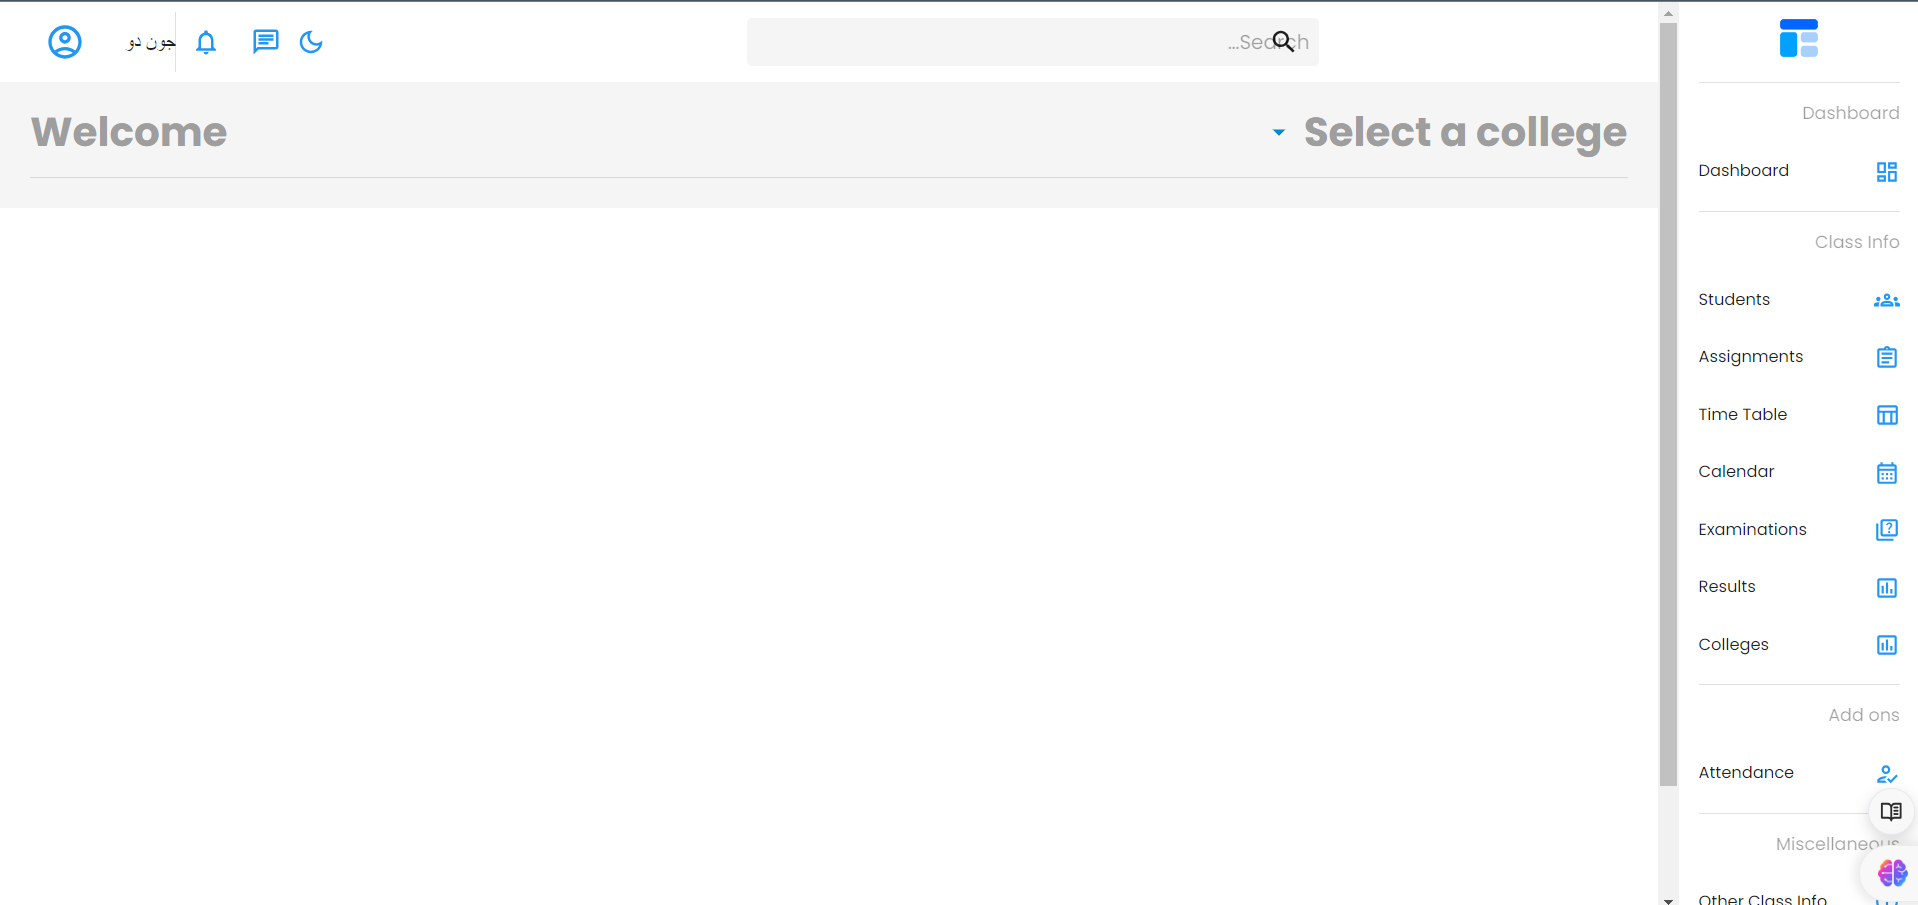 جون دو
...Search
Welcome
Select a college
Dashboard
Dashboard
Class Info
Students
Assignments
Time Table
Calendar
Examinations
Results
Colleges
Add ons
Attendance
Miscellaneous
Other Class Info